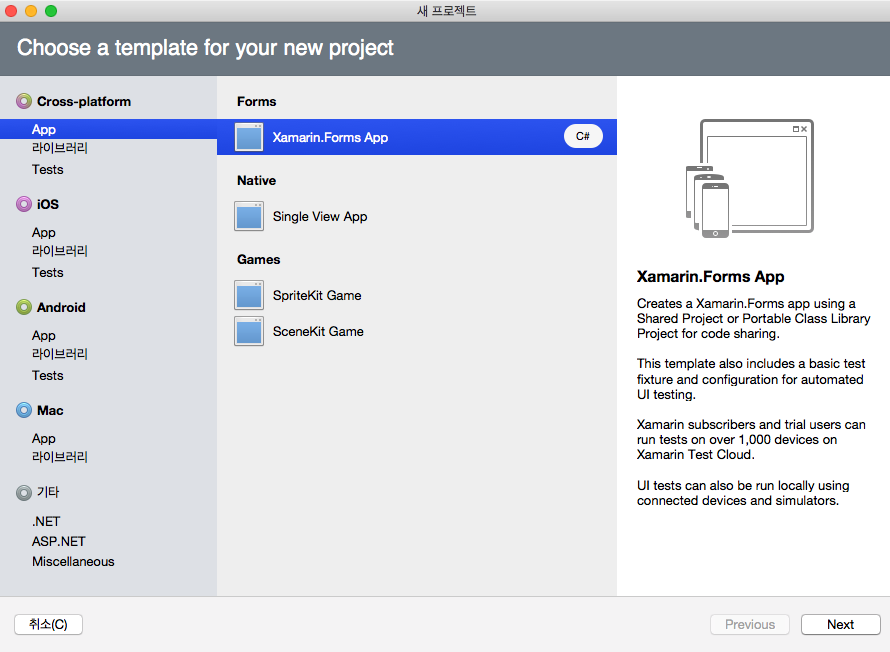 새 프로젝트
Choose a template for your new project
Cross-platform
App
라이브러리
Tests
iOS
App
라이브러리
Tests
Android
App
라이브러리
Tests
Mac
App
라이브러리
기타
.NET
ASP.NET
Miscellaneous
Forms
Xamarin.Forms App
C#
Native
Single View App
Games
SpriteKit Game
SceneKit Game
Xamarin.Forms App
Creates a Xamarin.Forms app using a
Shared Project or Portable Class Library
Project for code sharing.
This template also includes a basic test
fixture and configuration for automated
UI testing.
Xamarin subscribers and trial users can
run tests on over 1,000 devices on
Xamarin Test Cloud.
UI tests can also be run locally using
connected devices and simulators.
취소(C)
Previous
Next